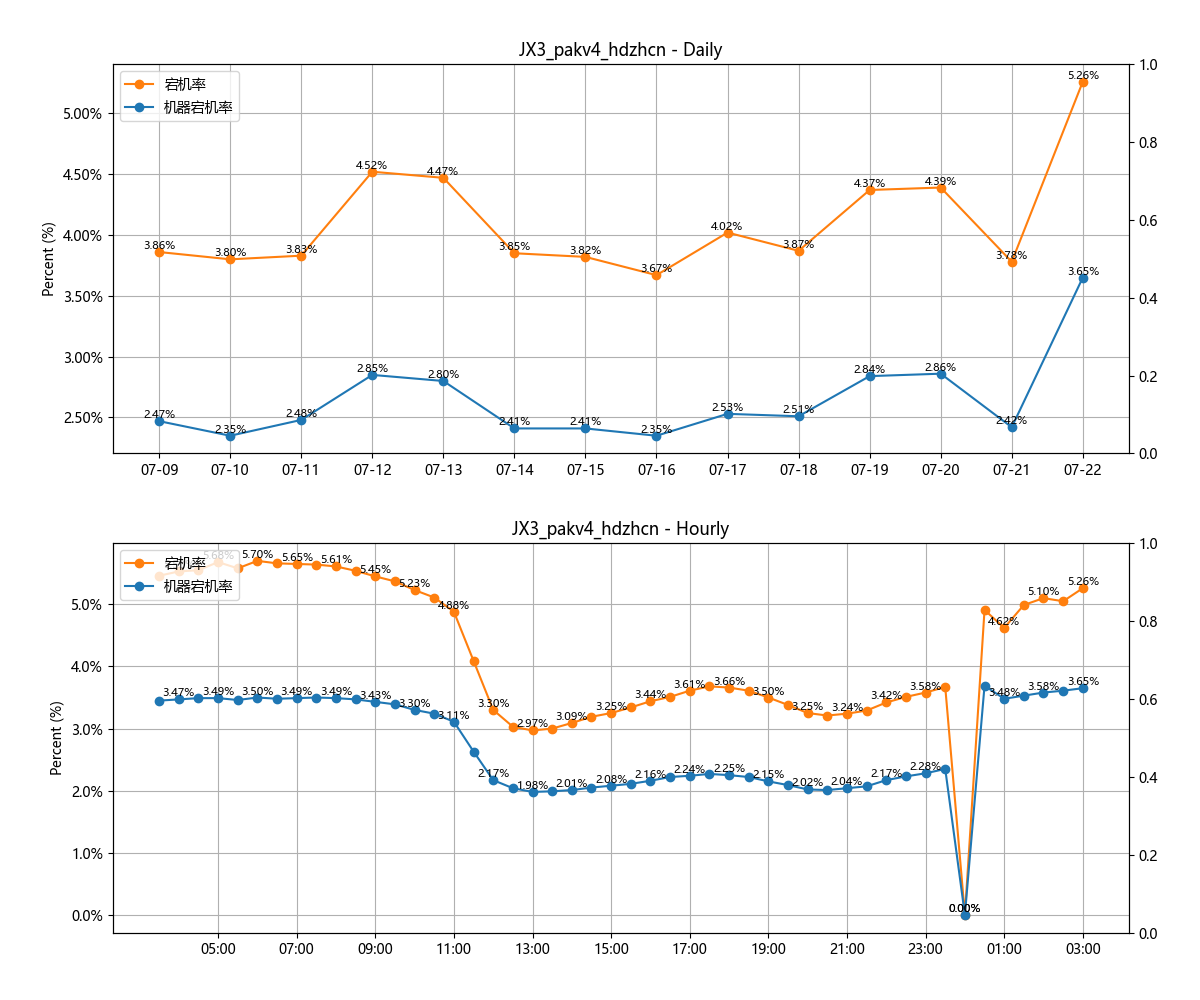 JX3_pakv4_hdzhcn - Daily
宕机率
机器宕机率
Percent (%)
5.00%
4.50%
4.00%
3.50%
3.00%
2.50%
1.0
0.8
0.6
0.4
0.2
0.0
3.86% 3.80% 3.83% 4.52% 4.47% 3.85% 3.82% 3.67% 4.02% 3.87% 4.37% 4.39% 3.78% 5.26%
2.47% 2.35% 2.48% 2.85% 2.80% 2.41% 2.41% 2.35% 2.53% 2.51% 2.84% 2.86% 2.42% 3.65%
07-09 07-10 07-11 07-12 07-13 07-14 07-15 07-16 07-17 07-18 07-19 07-20 07-21 07-22
JX3_pakv4_hdzhcn - Hourly
宕机率
机器宕机率
Percent (%)
5.0%
4.0%
3.0%
2.0%
1.0%
0.0%
1.0
0.8
0.6
0.4
0.2
0.0
5.68% 5.70% 5.65% 5.61% 5.45% 5.23% 4.88% 3.30% 2.97% 3.09% 3.25% 3.44% 3.61% 3.66% 3.50% 3.25% 3.24% 3.42% 3.58% 0.00% 4.62% 5.10% 5.26%
3.47% 3.49% 3.50% 3.49% 3.49% 3.43% 3.30% 3.11% 2.17% 1.98% 2.01% 2.08% 2.16% 2.24% 2.25% 2.15% 2.02% 2.04% 2.17% 2.28% 0.00% 3.48% 3.58% 3.65%
05:00 07:00 09:00 11:00 13:00 15:00 17:00 19:00 21:00 23:00 01:00 03:00